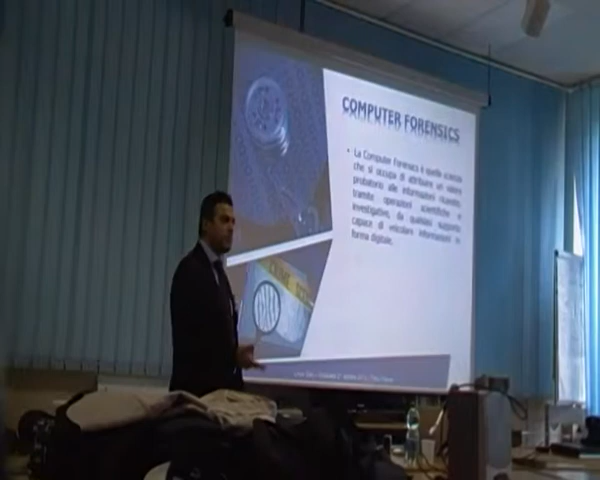 COMPUTER FORENSICS
• La Computer Forensics è quella scienza
che si occupa di attribuire un valore
probatorio alle informazioni ricavate,
tramite operazioni scientifiche e
investigative, da qualsiasi supporto
capace di veicolare informazioni in
forma digitale.
CRIME